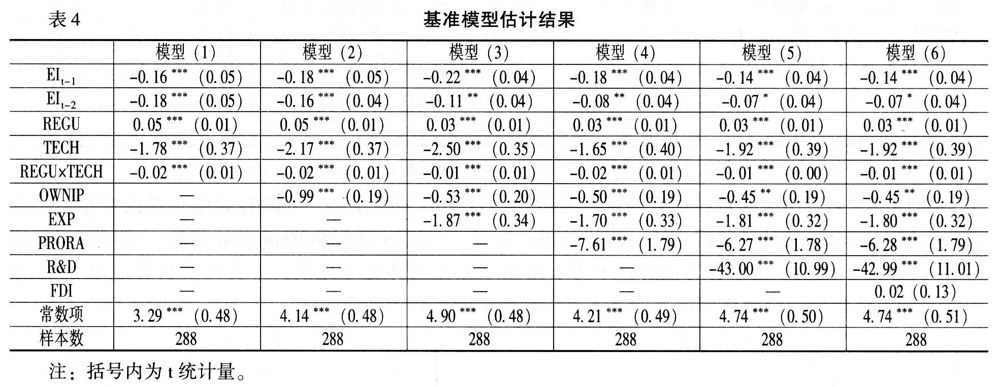 表4 基准模型估计结果
模型 (1) 模型 (2) 模型 (3) 模型 (4) 模型 (5) 模型 (6)
EIt-1 -0.16*** (0.05) -0.18*** (0.05) -0.22*** (0.04) -0.18*** (0.04) -0.14*** (0.04) -0.14*** (0.04)
EIt-2 -0.18*** (0.05) -0.16*** (0.04) -0.11** (0.04) -0.08** (0.04) -0.07* (0.04) -0.07* (0.04)
REGU 0.05*** (0.01) 0.05*** (0.01) 0.03*** (0.01) 0.03*** (0.01) 0.03*** (0.01) 0.03*** (0.01)
TECH -1.78*** (0.37) -2.17*** (0.37) -2.50*** (0.35) -1.65*** (0.40) -1.92*** (0.39) -1.92*** (0.39)
REGU×TECH -0.02*** (0.01) -0.02*** (0.01) -0.01*** (0.01) -0.02*** (0.01) -0.01*** (0.00) -0.01*** (0.01)
OWNIP — -0.99*** (0.19) -0.53*** (0.20) -0.50*** (0.19) -0.45** (0.19) -0.45** (0.19)
EXP — — -1.87*** (0.34) -1.70*** (0.33) -1.81*** (0.32) -1.80*** (0.32)
PRORA — — — -7.61*** (1.79) -6.27*** (1.78) -6.28*** (1.79)
R&D — — — — -43.00*** (10.99) -42.99*** (11.01)
FDI — — — — — 0.02 (0.13)
常数项 3.29*** (0.48) 4.14*** (0.48) 4.90*** (0.48) 4.21*** (0.49) 4.74*** (0.50) 4.74*** (0.51)
样本数 288 288 288 288 288 288
注：括号内为t统计量。